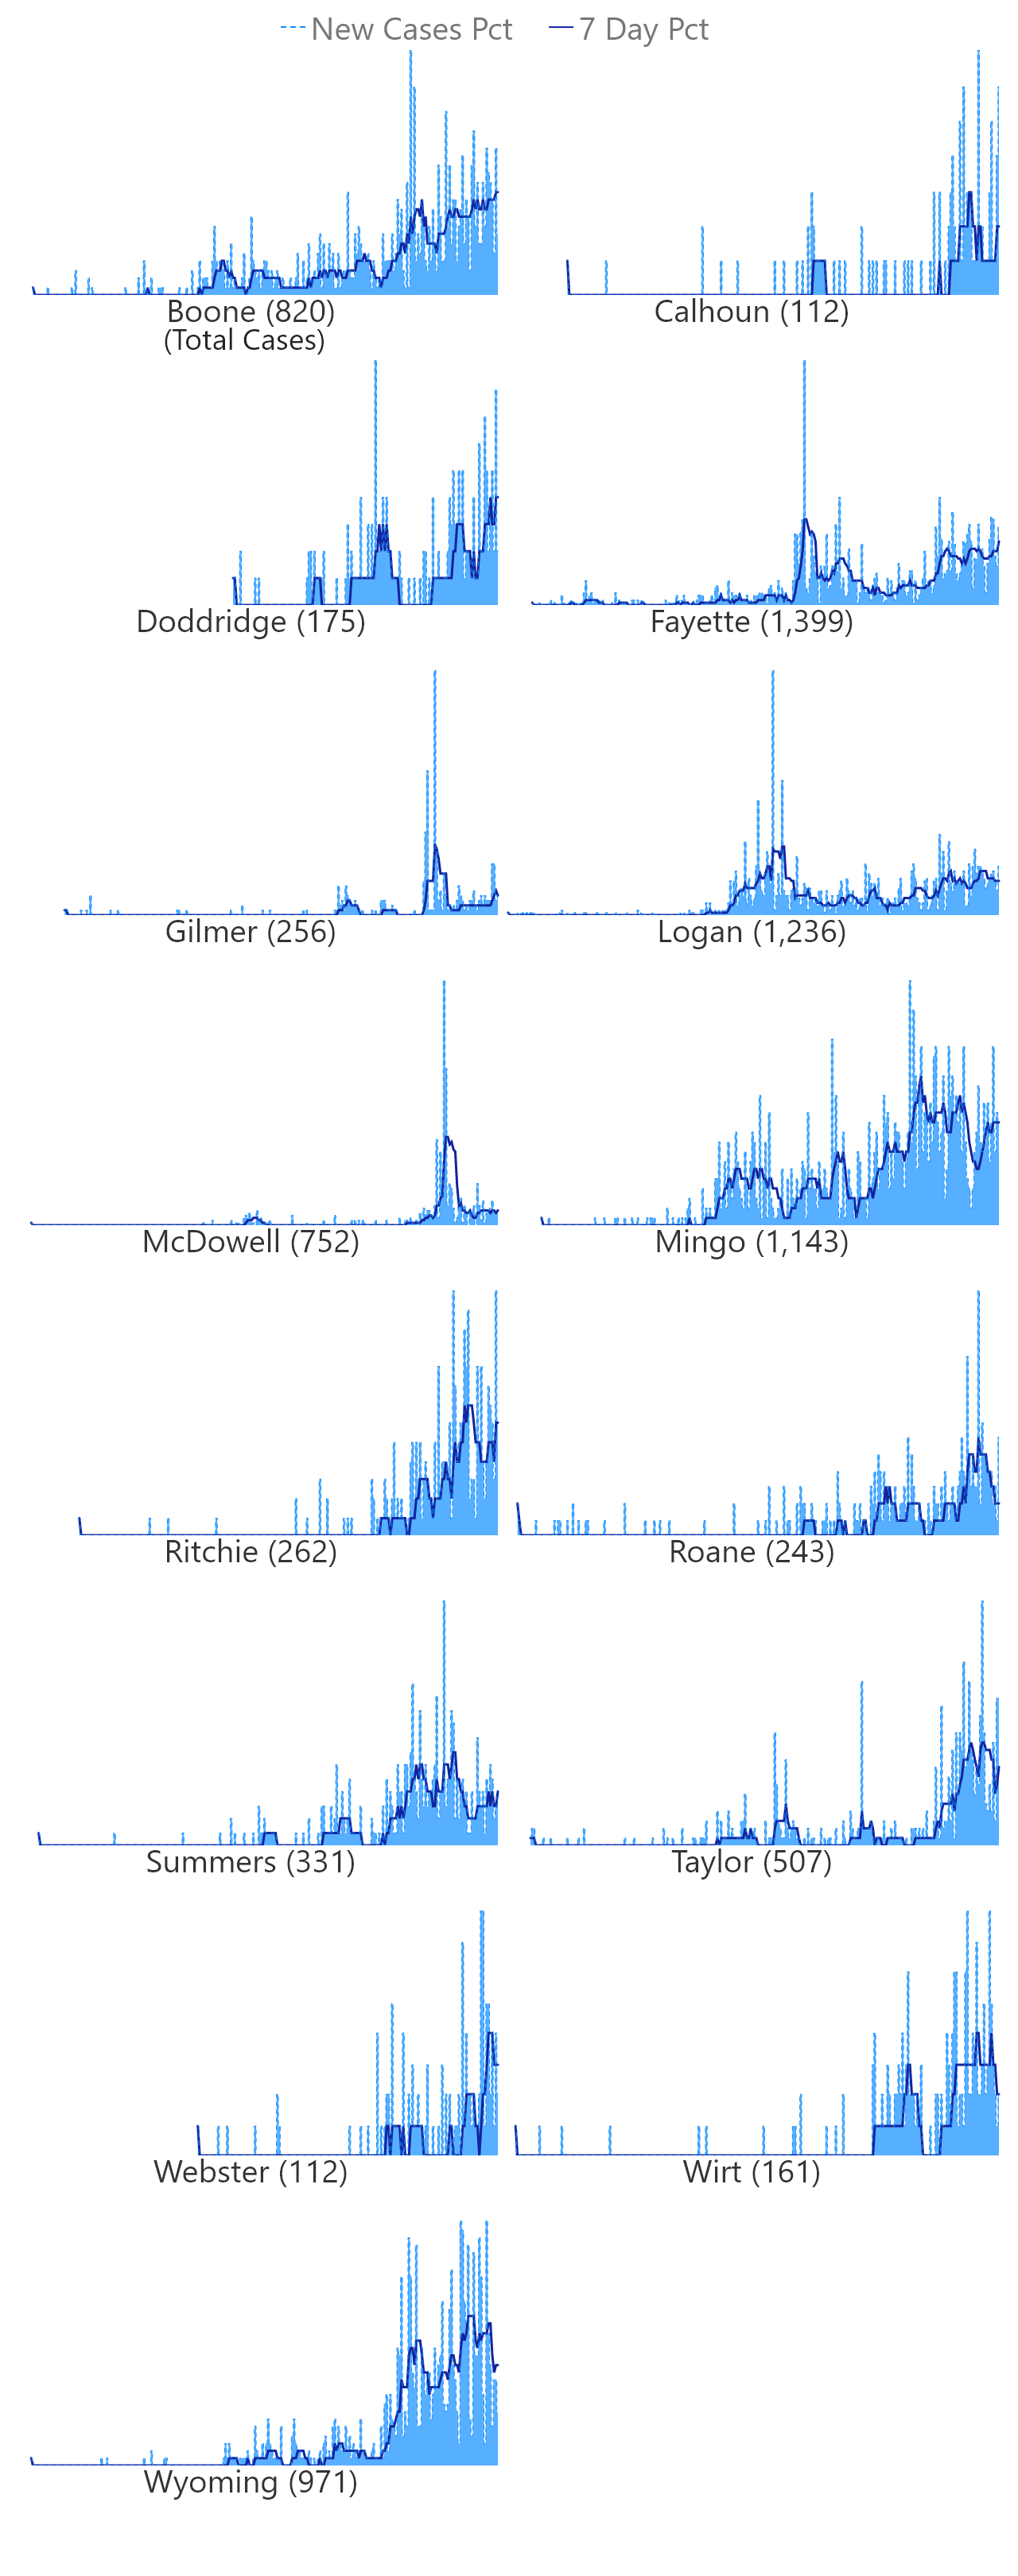 New Cases Pct 7 Day Pct
Boone (820) Calhoun (112)
(Total Cases)
Doddridge (175) Fayette (1,399)
Gilmer (256) Logan (1,236)
McDowell (752) Mingo (1,143)
Ritchie (262) Roane (243)
Summers (331) Taylor (507)
Webster (112) Wirt (161)
Wyoming (971)